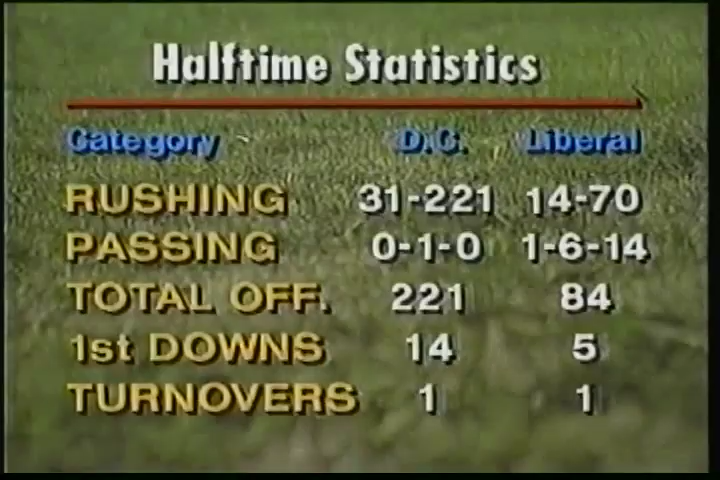 Halftime Statistics
Category D.C. Liberal
RUSHING 31-221 14-70
PASSING 0-1-0 1-6-14
TOTAL OFF. 221 84
1st DOWNS 14 5
TURNOVERS 1 1